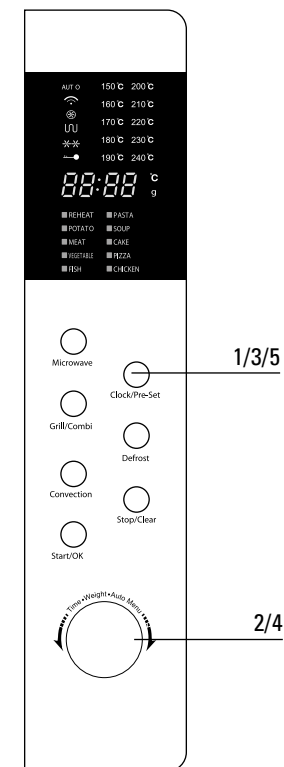 AUTO
150°C 200°C
160°C 210°C
170°C 220°C
180°C 230°C
190°C 240°C
88:88 °C
g
REHEAT PASTA
POTATO SOUP
MEAT CAKE
VEGETABLE PIZZA
FISH CHICKEN
Microwave
1/3/5
Clock/Pre-Set
Grill/Combi
Defrost
Convection
Stop/Clear
Start/OK
Time•Weight•Auto Menu
2/4